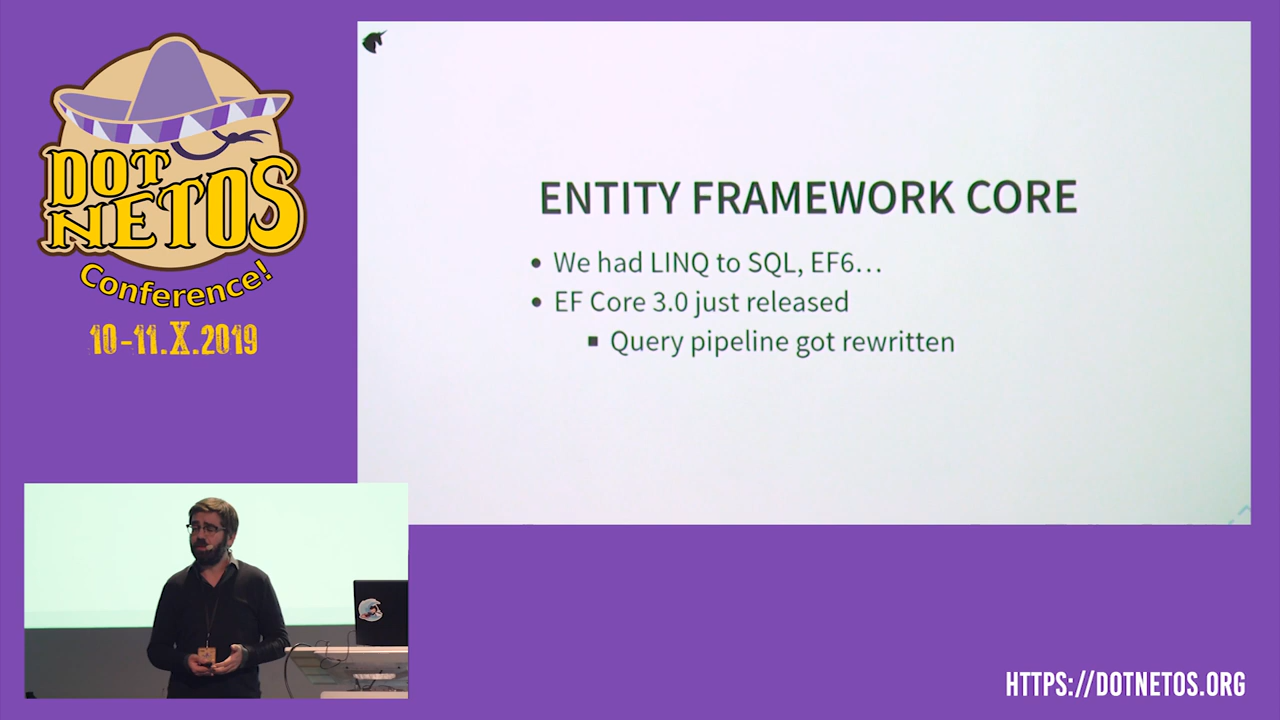 DOT
NETOS
Conference!
10-11.X.2019
ENTITY FRAMEWORK CORE
• We had LINQ to SQL, EF6...
• EF Core 3.0 just released
▪ Query pipeline got rewritten
HTTPS://DOTNETOS.ORG